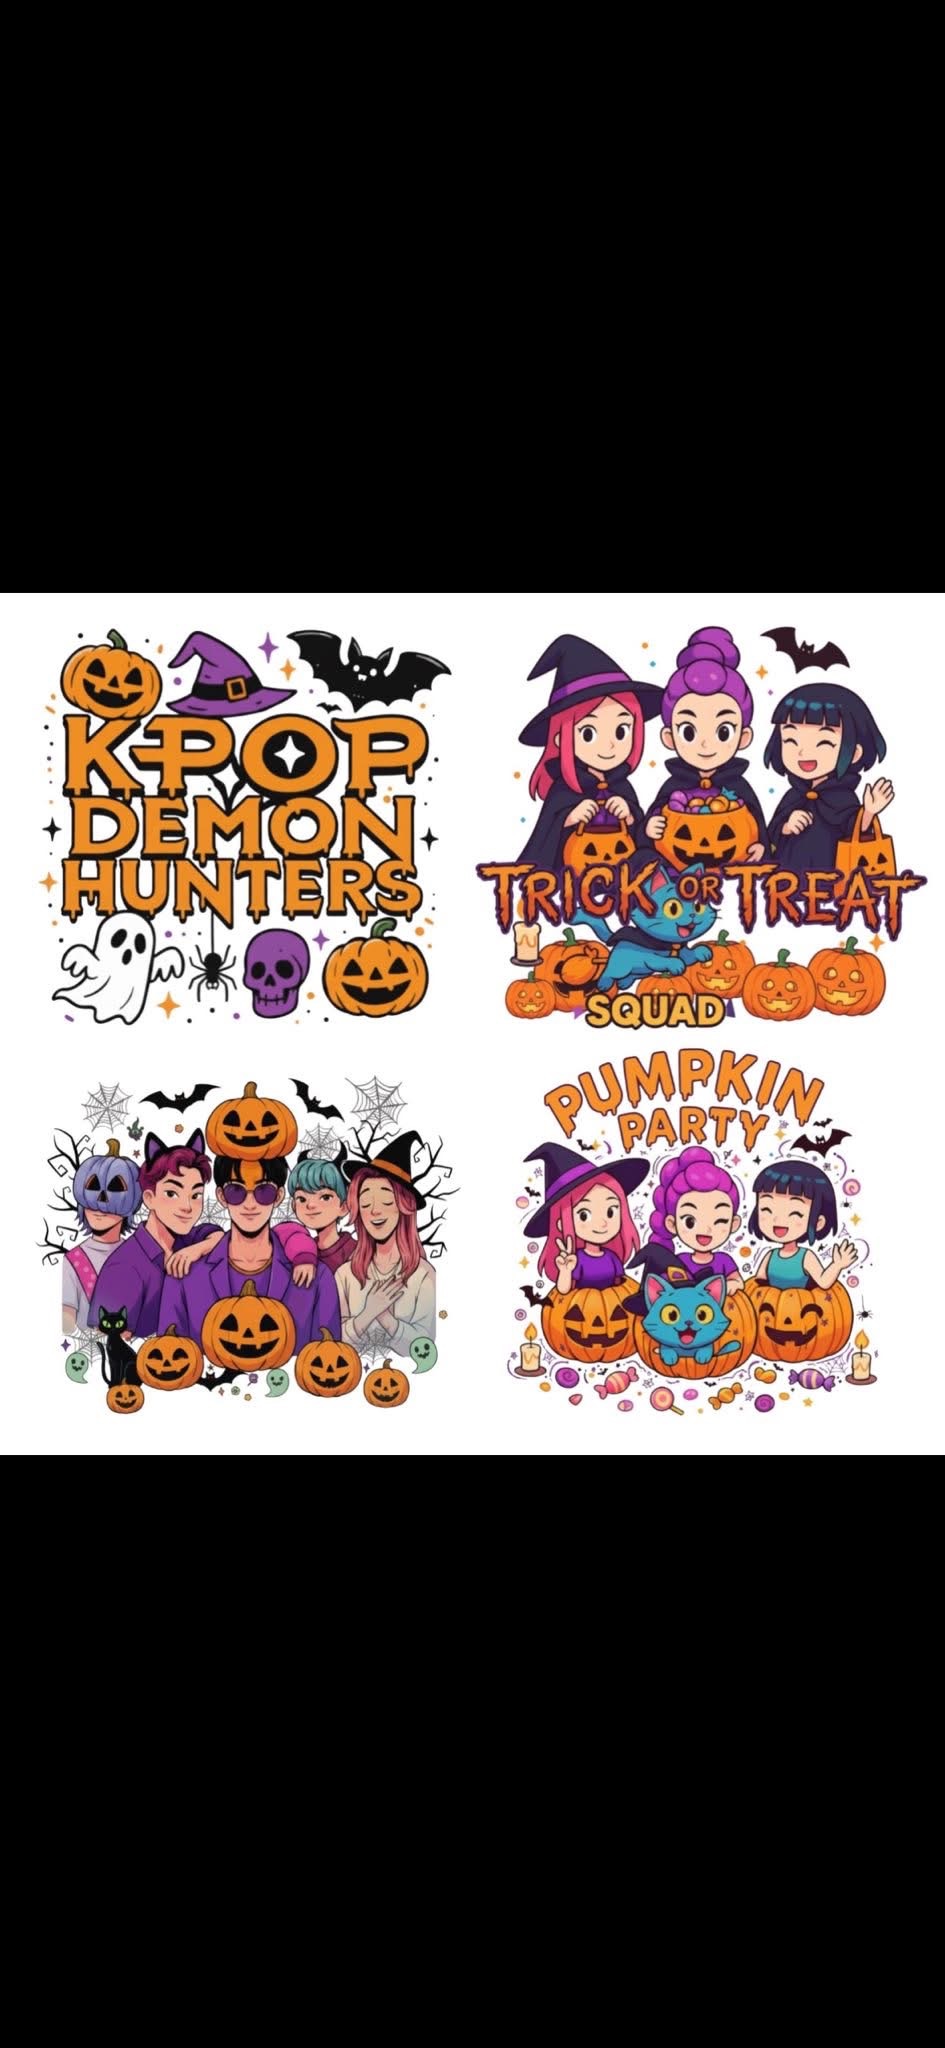 KPOP
DEMON
HUNTERS
TRICK OR TREAT
SQUAD
PUMPKIN
PARTY